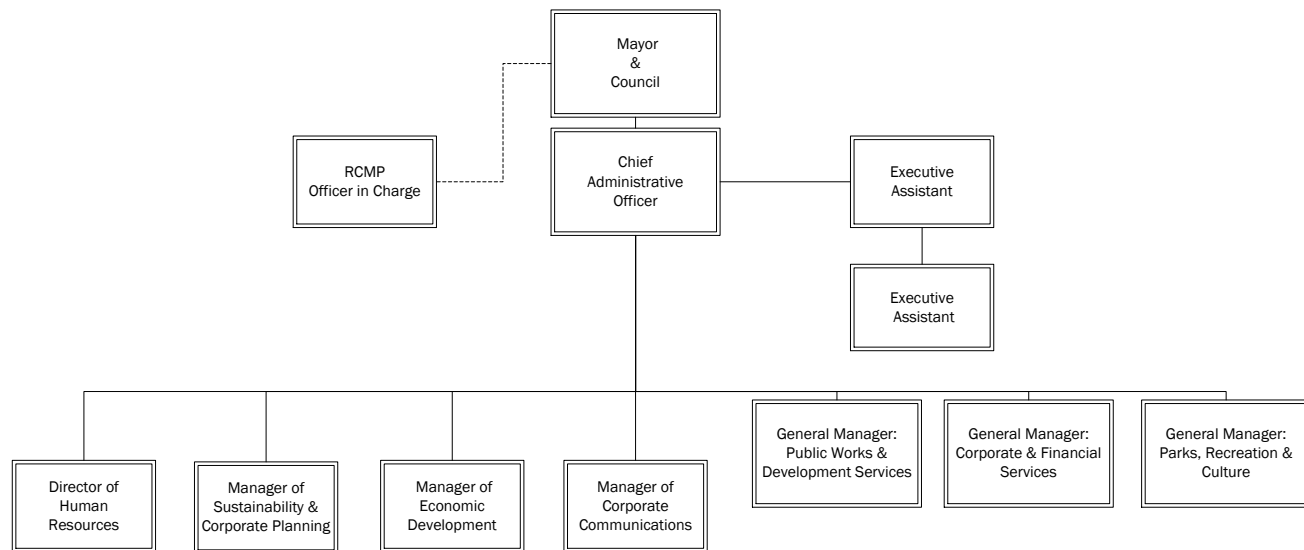 Mayor
&
Council
RCMP
Officer in Charge
Chief
Administrative
Officer
Executive
Assistant
Executive
Assistant
Director of
Human
Resources
Manager of
Sustainability &
Corporate Planning
Manager of
Economic
Development
Manager of
Corporate
Communications
General Manager:
Public Works &
Development Services
General Manager:
Corporate & Financial
Services
General Manager:
Parks, Recreation &
Culture